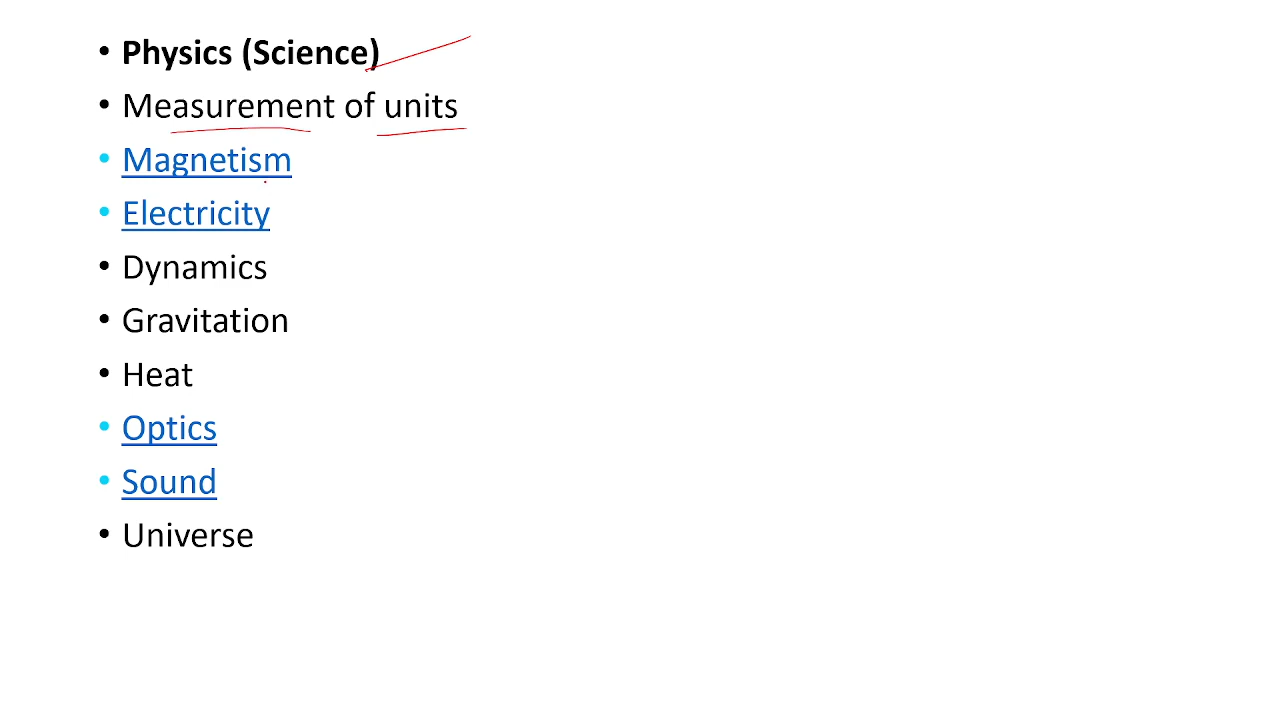 • Physics (Science)
• Measurement of units
• Magnetism
• Electricity
• Dynamics
• Gravitation
• Heat
• Optics
• Sound
• Universe